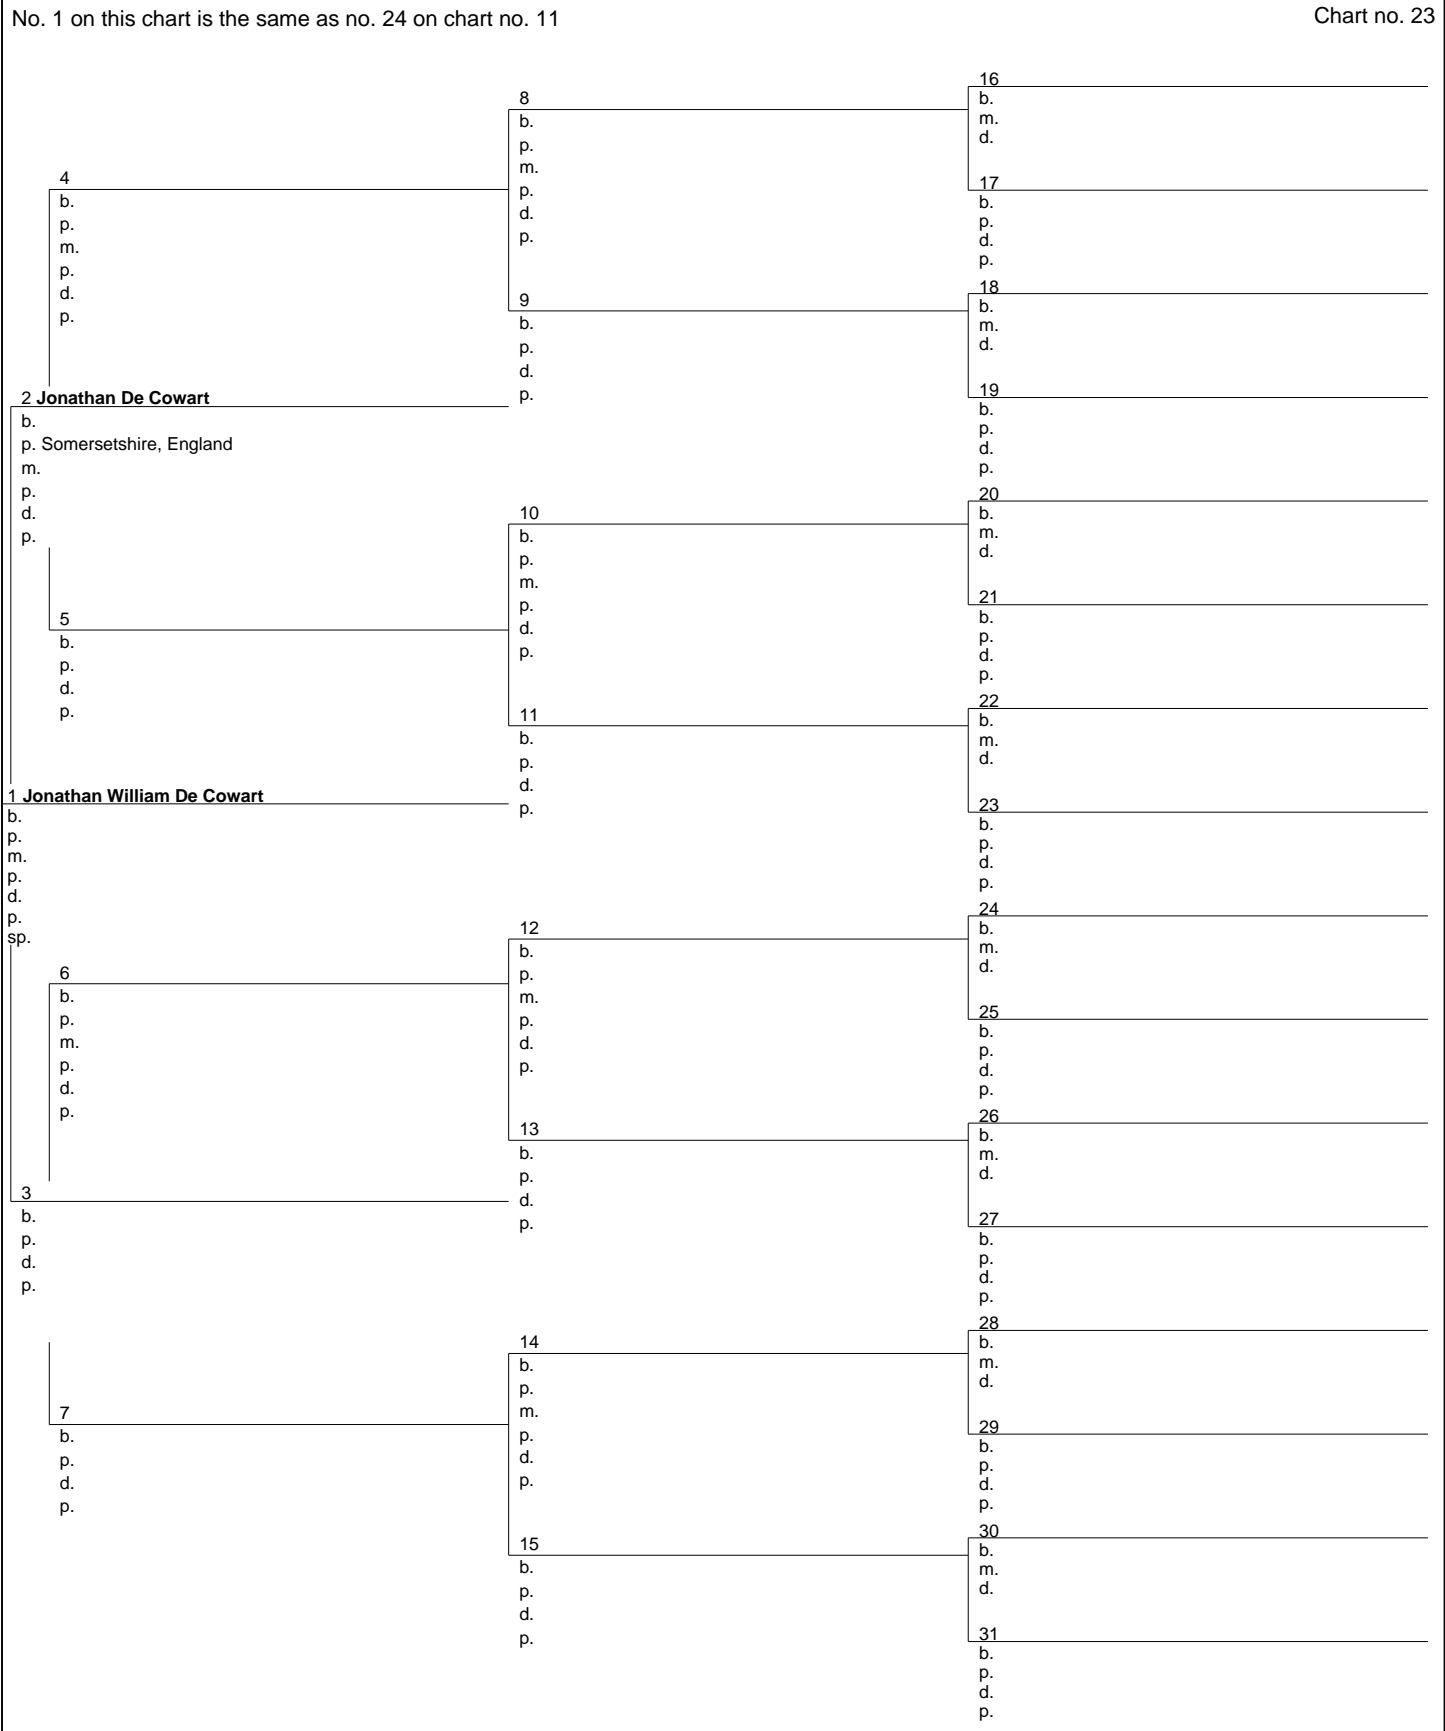 No. 1 on this chart is the same as no. 24 on chart no. 11
Chart no. 23
4
b.
p.
m.
p.
d.
p.
2 Jonathan De Cowart
b.
p. Somersetshire, England
m.
p.
d.
p.
5
b.
p.
d.
p.
1 Jonathan William De Cowart
b.
p.
m.
p.
d.
p.
sp.
6
b.
p.
m.
p.
d.
p.
3
b.
p.
d.
p.
7
b.
p.
d.
p.
8
b.
p.
m.
p.
d.
p.
9
b.
p.
d.
p.
10
b.
p.
m.
p.
d.
p.
11
b.
p.
d.
p.
12
b.
p.
m.
p.
d.
p.
13
b.
p.
d.
p.
14
b.
p.
m.
p.
d.
p.
15
b.
p.
d.
p.
16
b.
m.
d.
17
b.
p.
d.
p.
18
b.
m.
d.
19
b.
p.
d.
p.
20
b.
m.
d.
21
b.
p.
d.
p.
22
b.
m.
d.
23
b.
p.
d.
p.
24
b.
m.
d.
25
b.
p.
d.
p.
26
b.
m.
d.
27
b.
p.
d.
p.
28
b.
m.
d.
29
b.
p.
d.
p.
30
b.
m.
d.
31
b.
p.
d.
p.